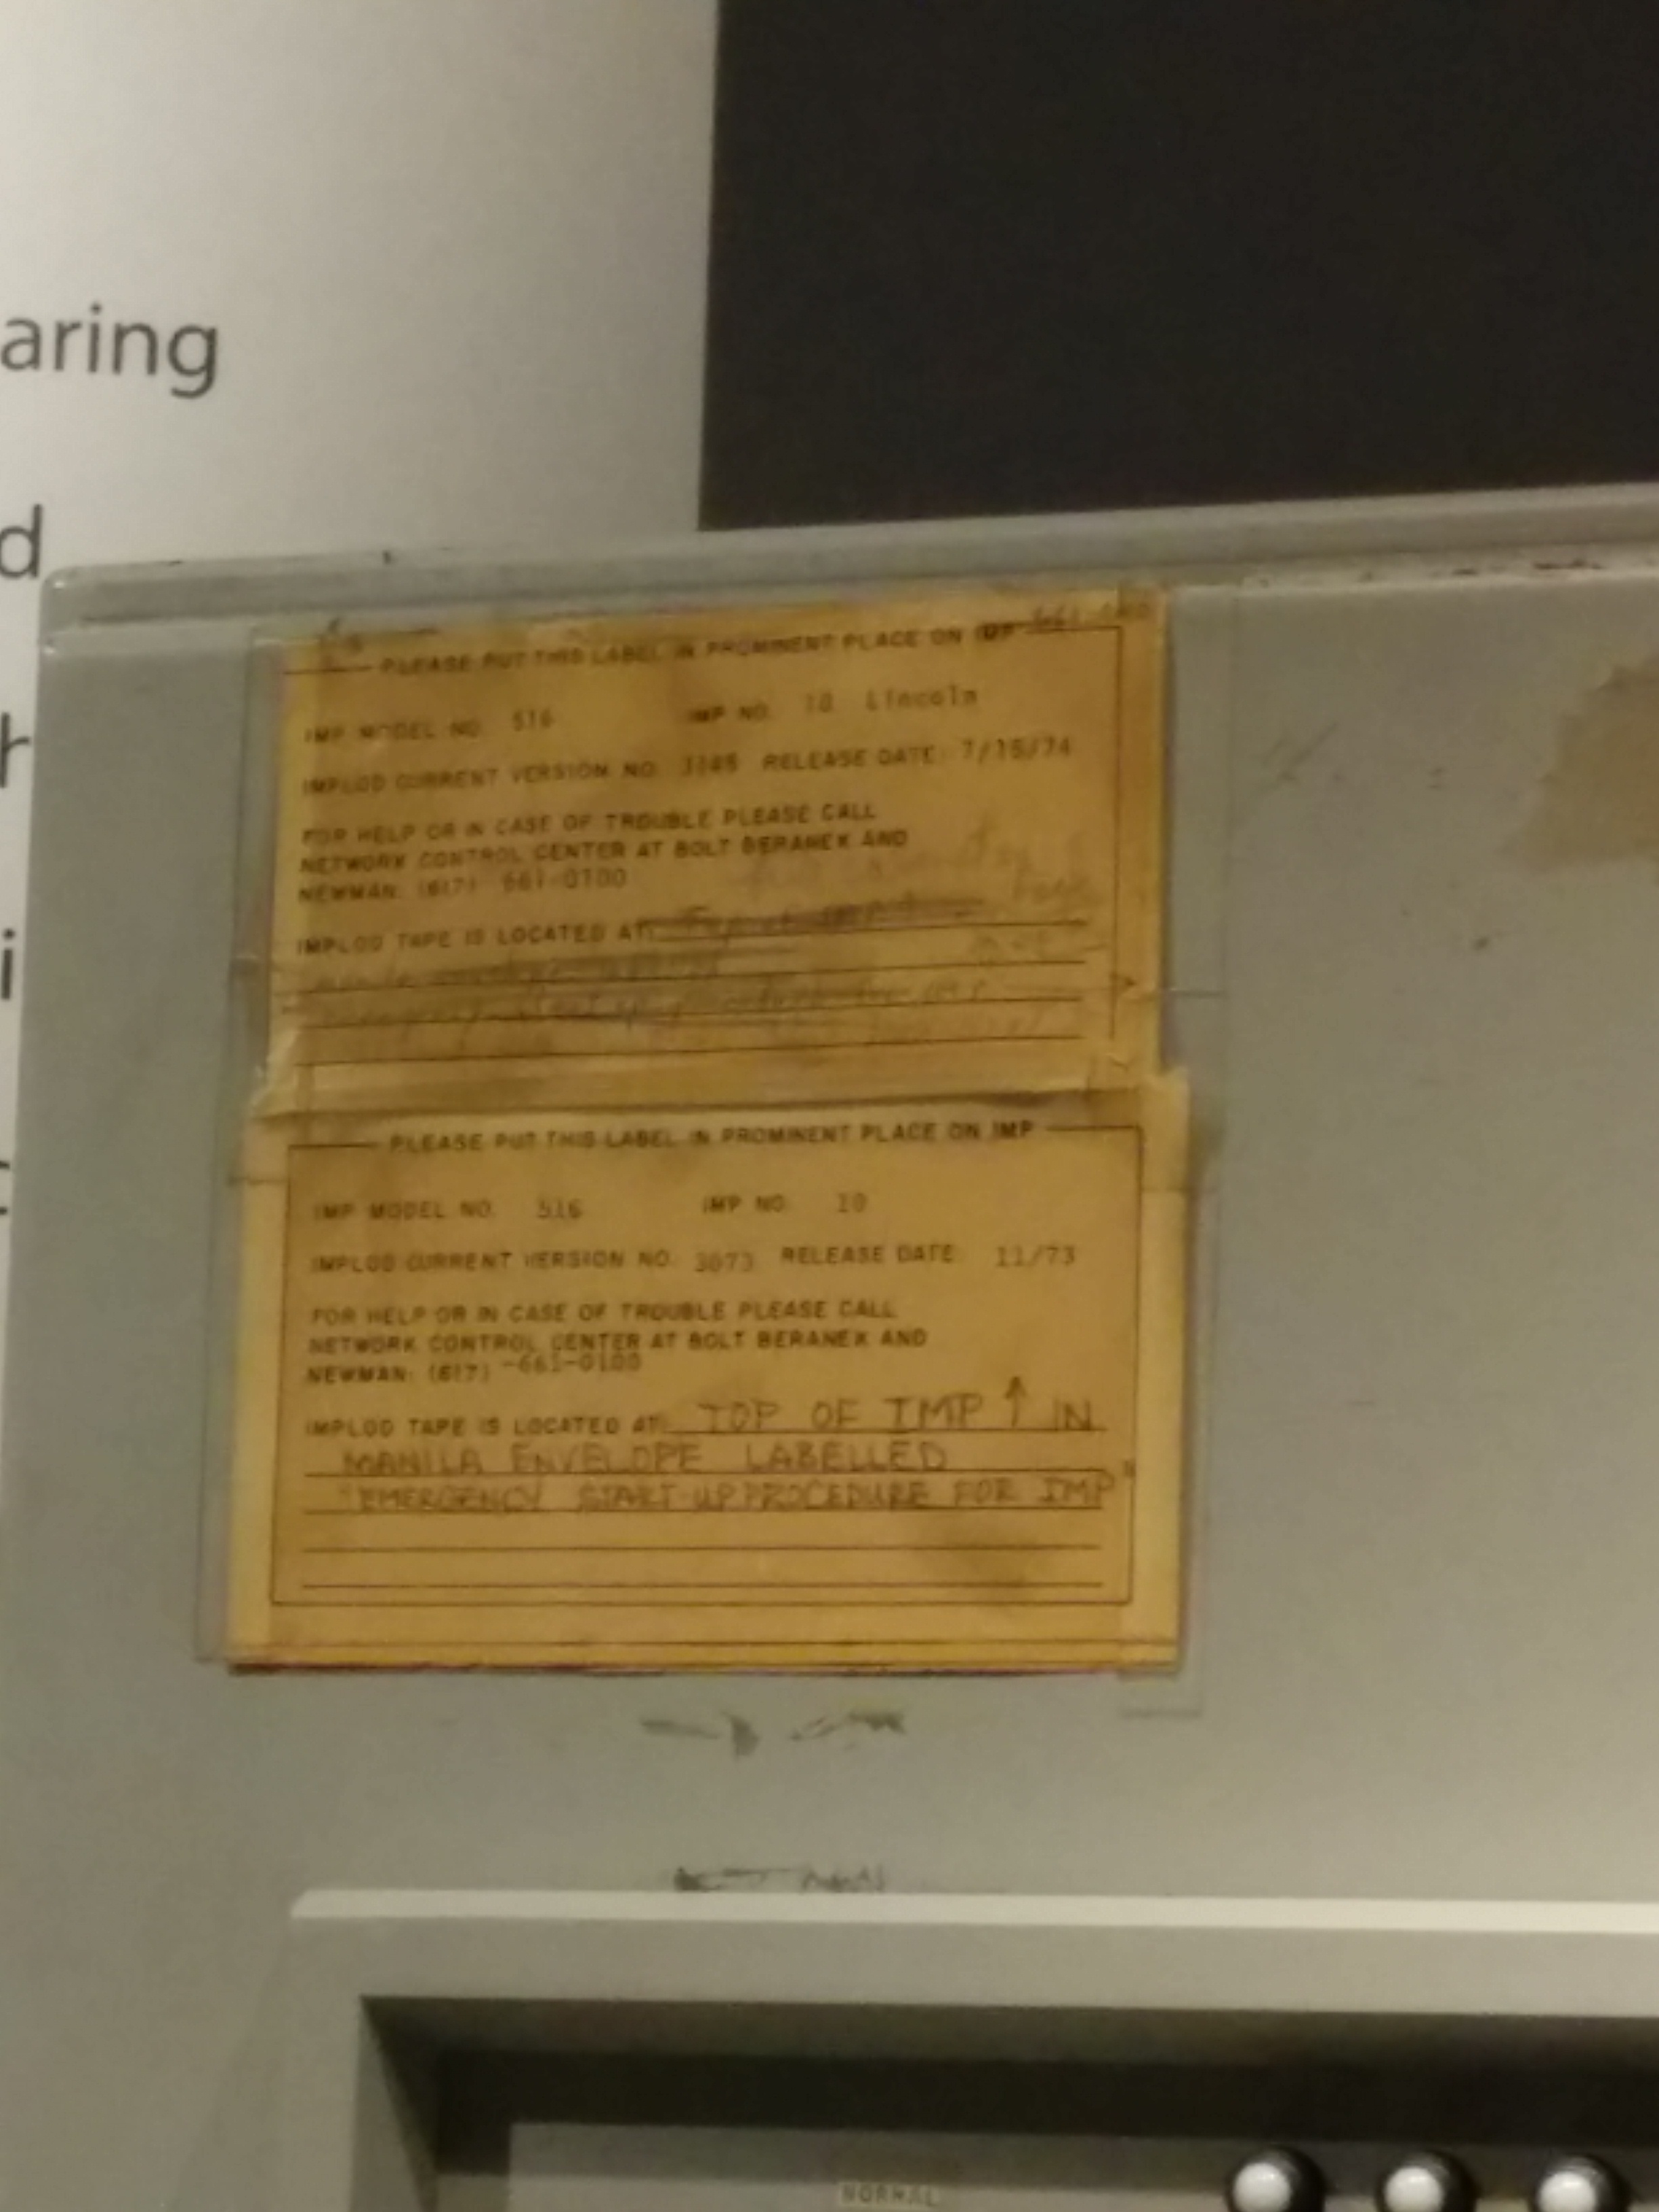 aring
d
h
i
PLEASE PUT THIS LABEL IN PROMINENT PLACE ON IMP
IMP MODEL NO. 516 IMP NO. 10 Lincoln
IMPLOD CURRENT VERSION NO. RELEASE DATE: 7/15/74
FOR HELP OR IN CASE OF TROUBLE PLEASE CALL
NETWORK CONTROL CENTER AT BOLT BERANEK AND
NEWMAN: (617) 661-0100
IMPLOD TAPE IS LOCATED AT:
PLEASE PUT THIS LABEL IN PROMINENT PLACE ON IMP
IMP MODEL NO. 516 IMP NO. 10
IMPLOD CURRENT VERSION NO. 3073 RELEASE DATE: 11/73
FOR HELP OR IN CASE OF TROUBLE PLEASE CALL
NETWORK CONTROL CENTER AT BOLT BERANEK AND
NEWMAN: (617) -661-0100
IMPLOD TAPE IS LOCATED AT: TOP OF IMP ↑ IN
MANILA ENVELOPE LABELLED
"EMERGENCY START-UP PROCEDURE FOR IMP"
NORMAL